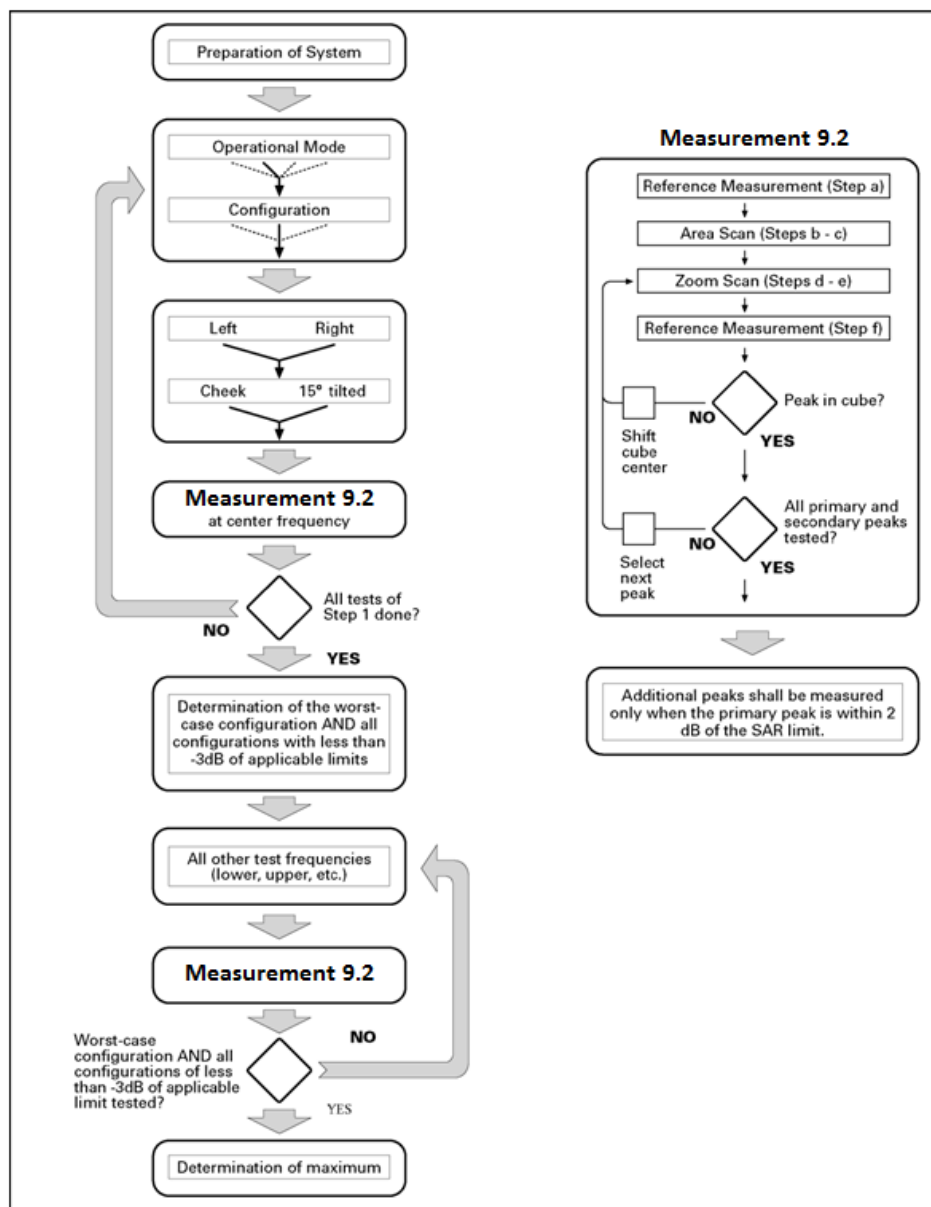 Preparation of System
Operational Mode
Configuration
Left Right
Cheek 15° tilted
Measurement 9.2
at center frequency
All tests of
Step 1 done?
NO
YES
Determination of the worst-
case configuration AND all
configurations with less than
-3dB of applicable limits
All other test frequencies
(lower, upper, etc.)
Measurement 9.2
NO
Worst-case
configuration AND all
configurations of less
than -3dB of applicable
limit tested?
YES
Determination of maximum
Measurement 9.2
Reference Measurement (Step a)
Area Scan (Steps b - c)
Zoom Scan (Steps d - e)
Reference Measurement (Step f)
Peak in cube?
NO
YES
Shift
cube
center
All primary and
secondary peaks
tested?
NO
YES
Select
next
peak
Additional peaks shall be measured
only when the primary peak is within 2
dB of the SAR limit.